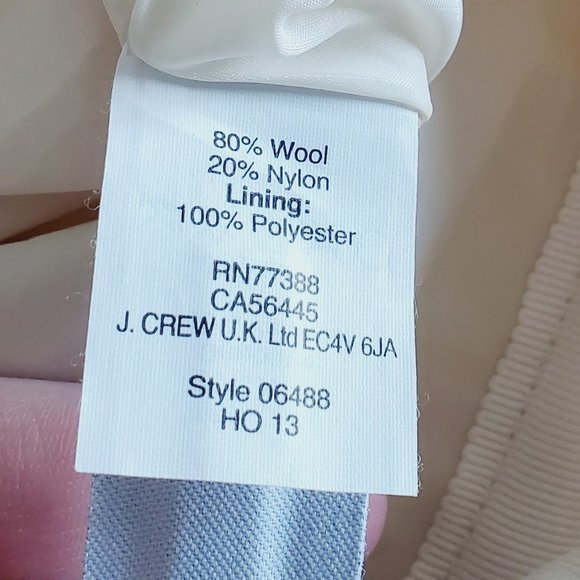 80% Wool
20% Nylon
Lining:
100% Polyester
RN77388
CA56445
J. CREW U.K. Ltd EC4V 6JA
Style 06488
HO 13